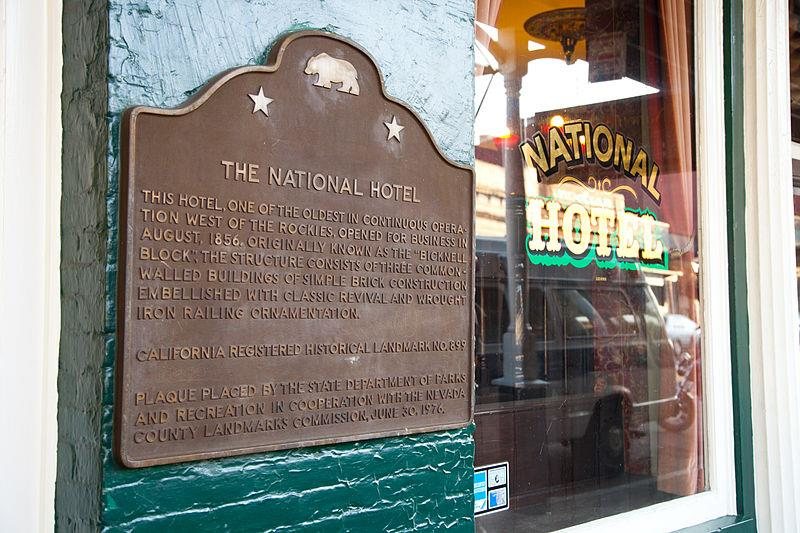 THE NATIONAL HOTEL
THIS HOTEL, ONE OF THE OLDEST IN CONTINUOUS OPERA-
TION WEST OF THE ROCKIES, OPENED FOR BUSINESS IN
AUGUST, 1856. ORIGINALLY KNOWN AS THE "BICKNELL
BLOCK", THE STRUCTURE CONSISTS OF THREE COMMON-
WALLED BUILDINGS OF SIMPLE BRICK CONSTRUCTION
EMBELLISHED WITH CLASSIC REVIVAL AND WROUGHT
IRON RAILING ORNAMENTATION.
CALIFORNIA REGISTERED HISTORICAL LANDMARK NO. 899
PLAQUE PLACED BY THE STATE DEPARTMENT OF PARKS
AND RECREATION IN COOPERATION WITH THE NEVADA
COUNTY LANDMARKS COMMISSION, JUNE 30, 1976.
NATIONAL
HOTEL